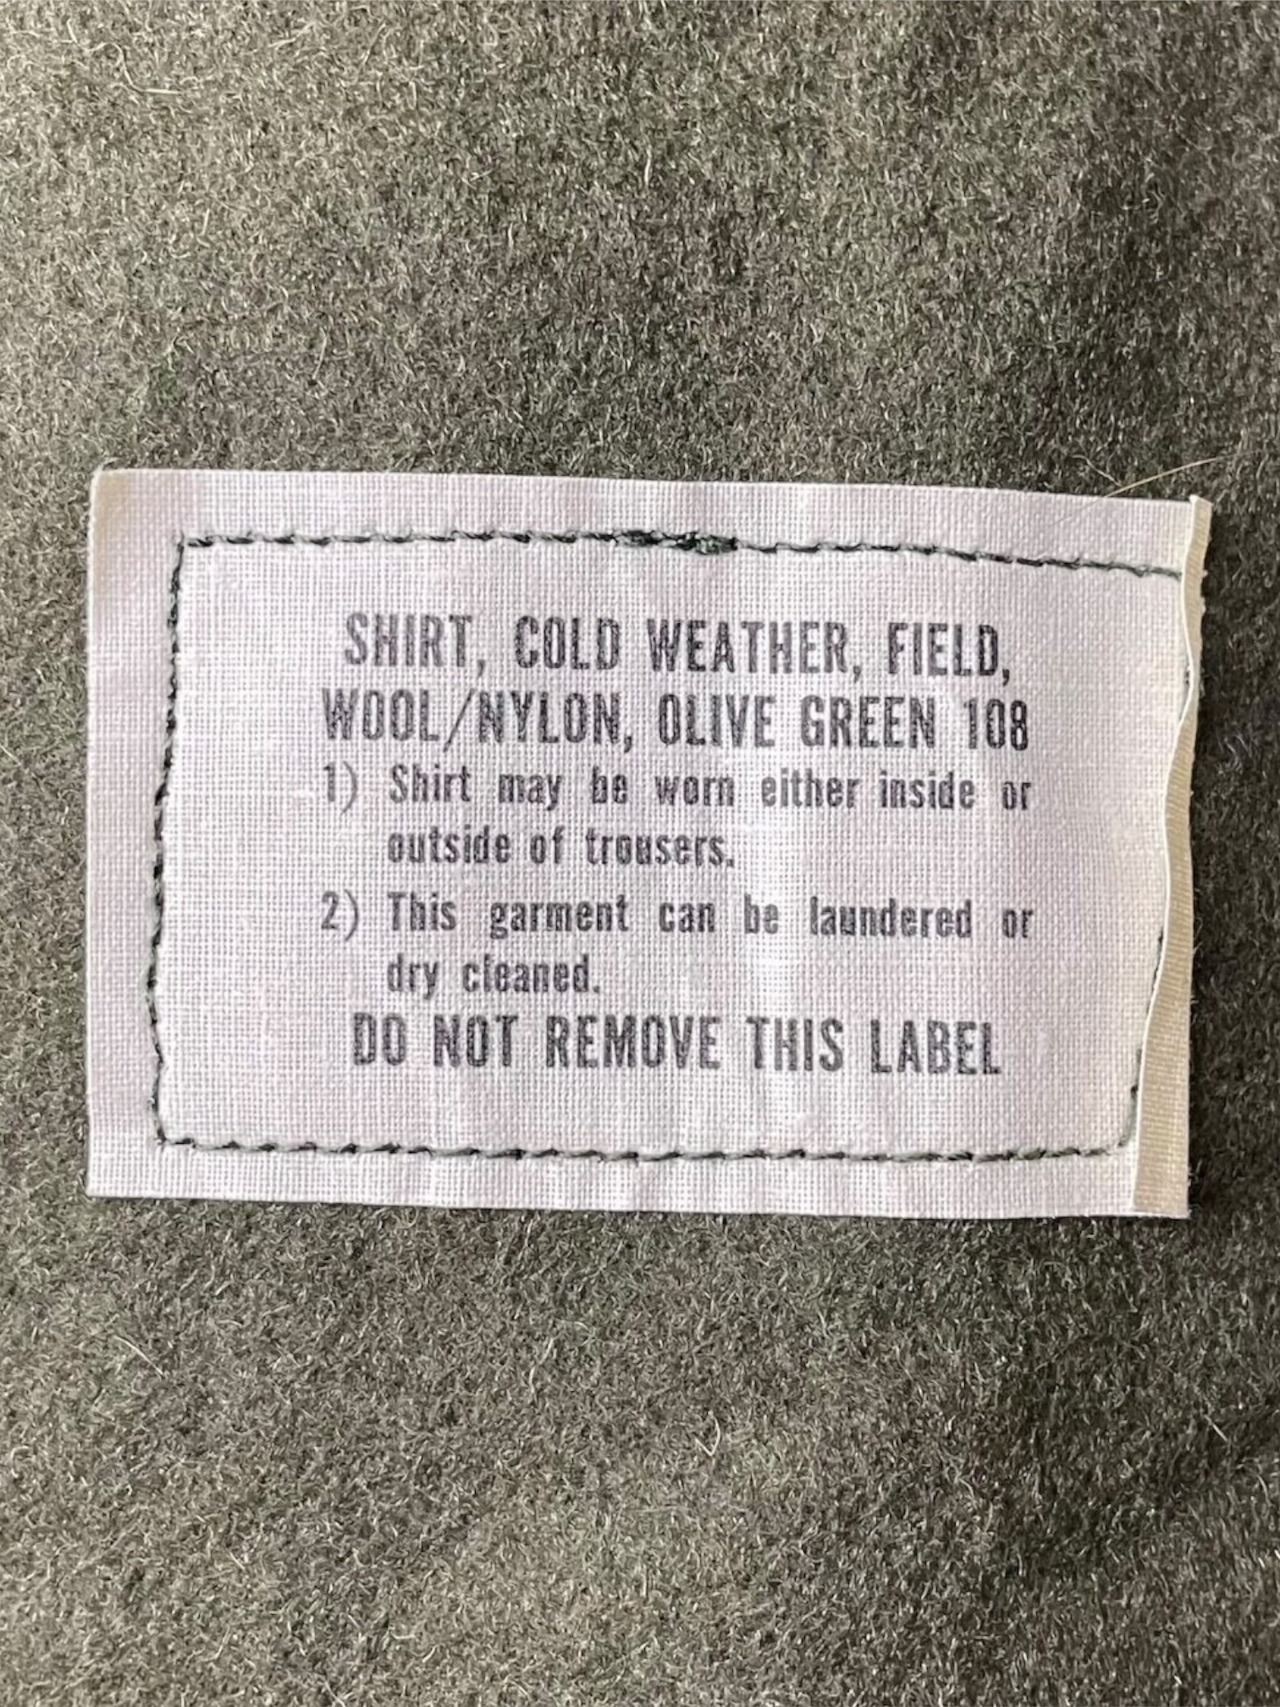 SHIRT, COLD WEATHER, FIELD,
WOOL/NYLON, OLIVE GREEN 108
1) Shirt may be worn either inside or
outside of trousers.
2) This garment can be laundered or
dry cleaned.
DO NOT REMOVE THIS LABEL